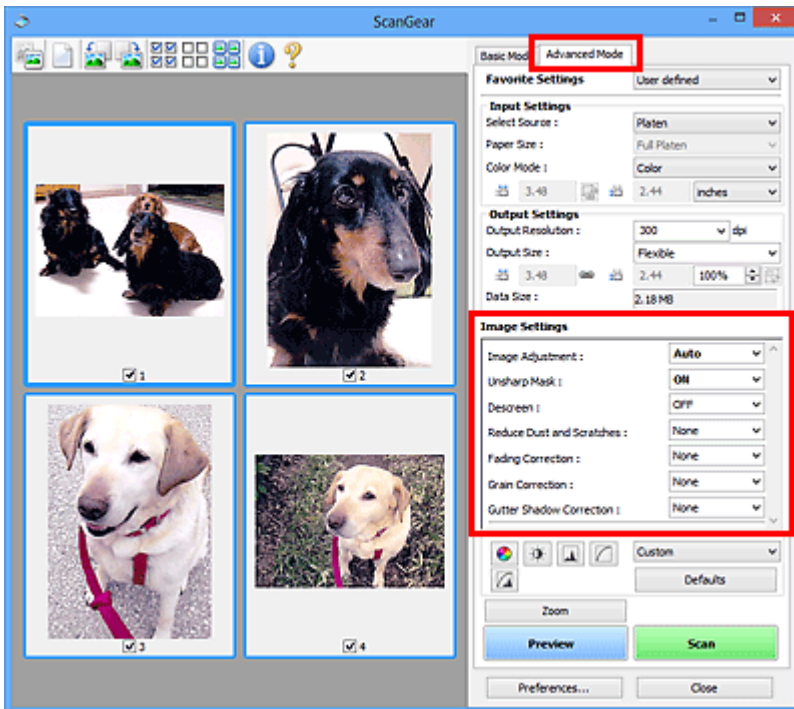 ScanGear
Basic Mod Advanced Mode
Favorite Settings User defined
Input Settings
Select Source : Platen
Paper Size : Full Platen
Color Mode : Color
3.48 2.44 inches
Output Settings
Output Resolution : 300 dpi
Output Size : Flexible
3.48 2.44 100%
Data Size : 2.18 MB
Image Settings
Image Adjustment : Auto
Unsharp Mask : ON
Descreen : OFF
Reduce Dust and Scratches : None
Fading Correction : None
Grain Correction : None
Gutter Shadow Correction : None
Custom
Defaults
Zoom
Preview Scan
Preferences... Close
1
2
3
4